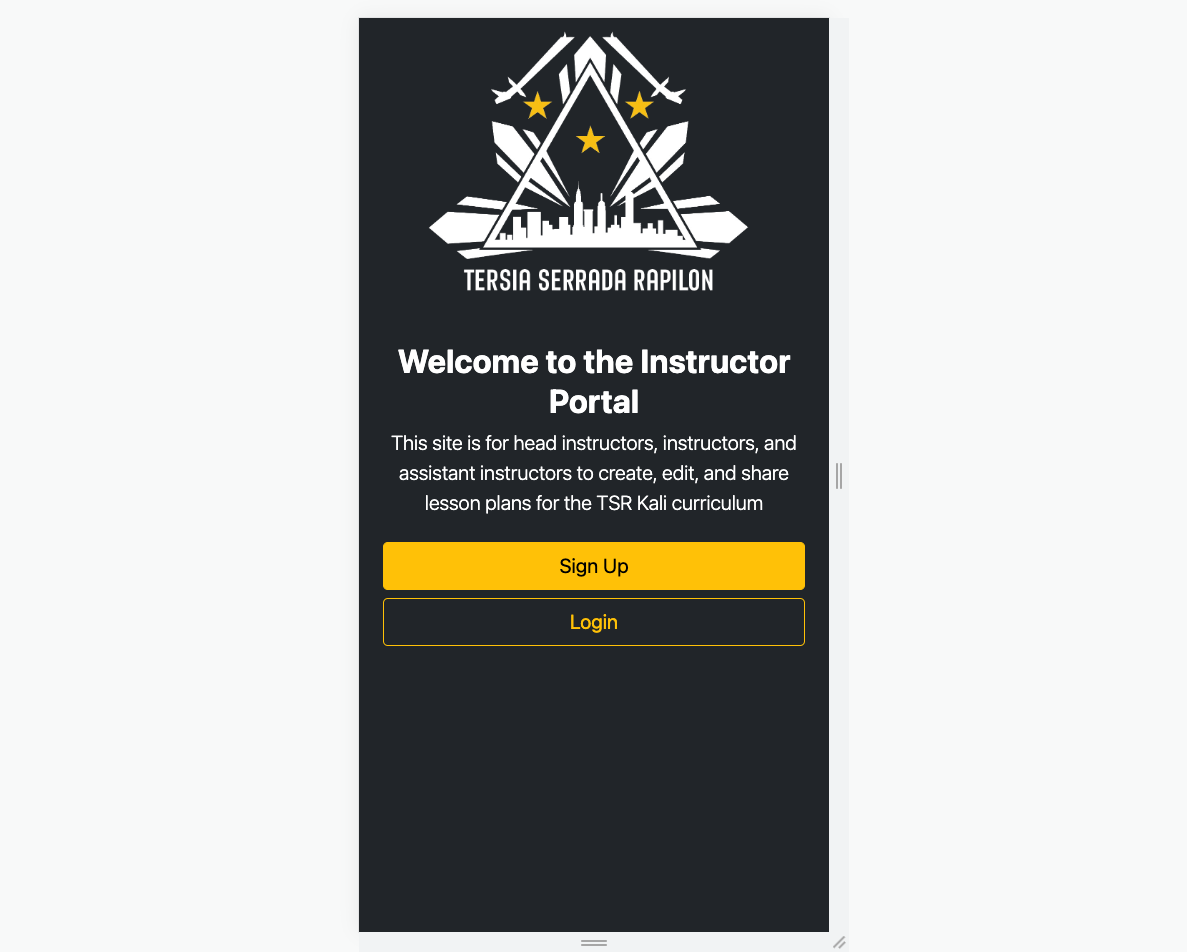 TERSIA SERRADA RAPILON
Welcome to the Instructor
Portal
This site is for head instructors, instructors, and
assistant instructors to create, edit, and share
lesson plans for the TSR Kali curriculum
Sign Up
Login